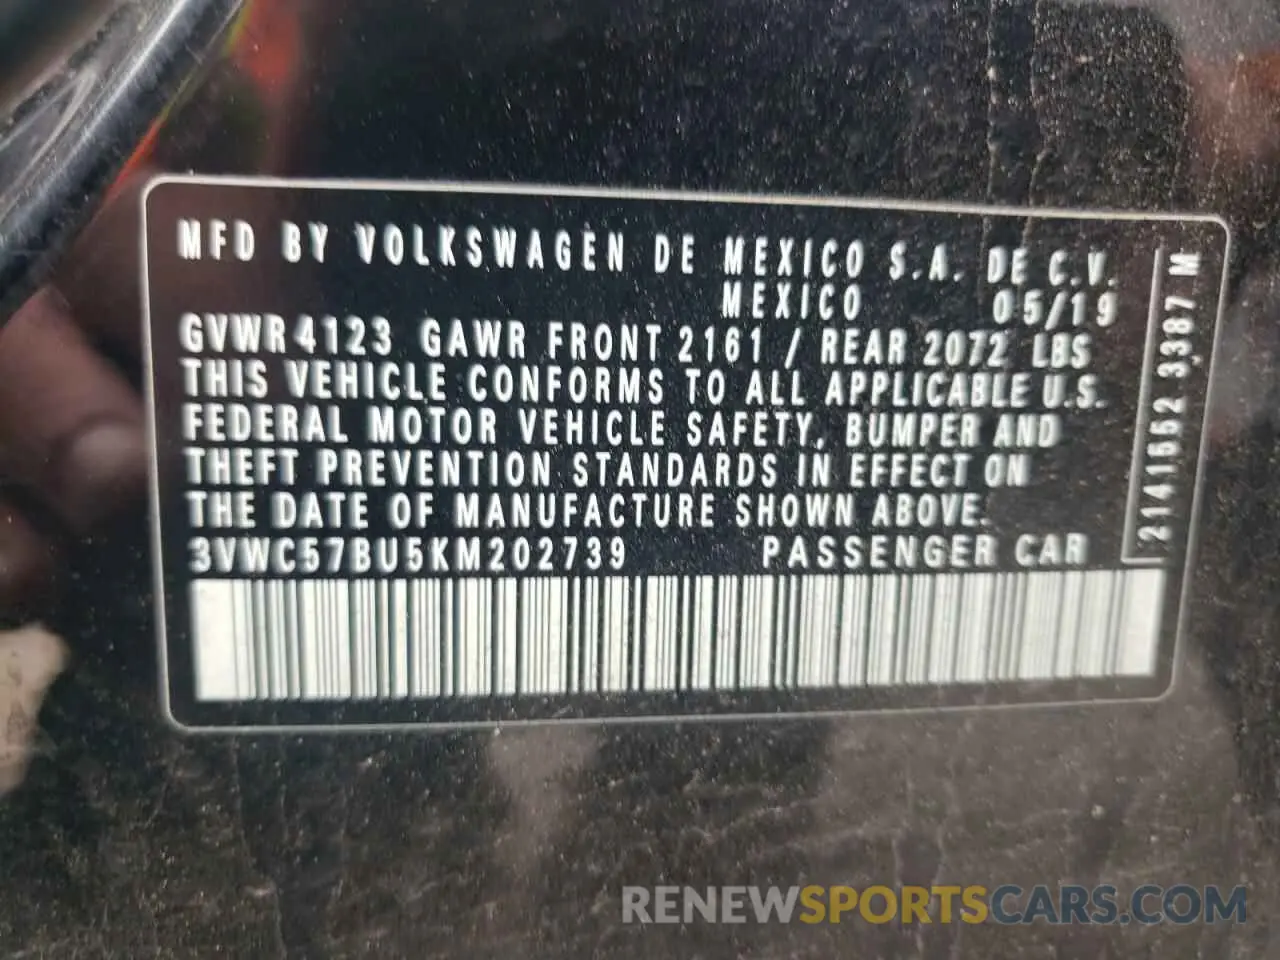 MFD BY VOLKSWAGEN DE MEXICO S.A. DE C.V.
MEXICO 05/19
GVWR 4123 GAWR FRONT 2161 / REAR 2072 LBS
THIS VEHICLE CONFORMS TO ALL APPLICABLE U.S.
FEDERAL MOTOR VEHICLE SAFETY, BUMPER AND
THEFT PREVENTION STANDARDS IN EFFECT ON
THE DATE OF MANUFACTURE SHOWN ABOVE.
3VWC57BU5KM202739 PASSENGER CAR
2141552 3387 M
RENEWSPORTSCARS.COM